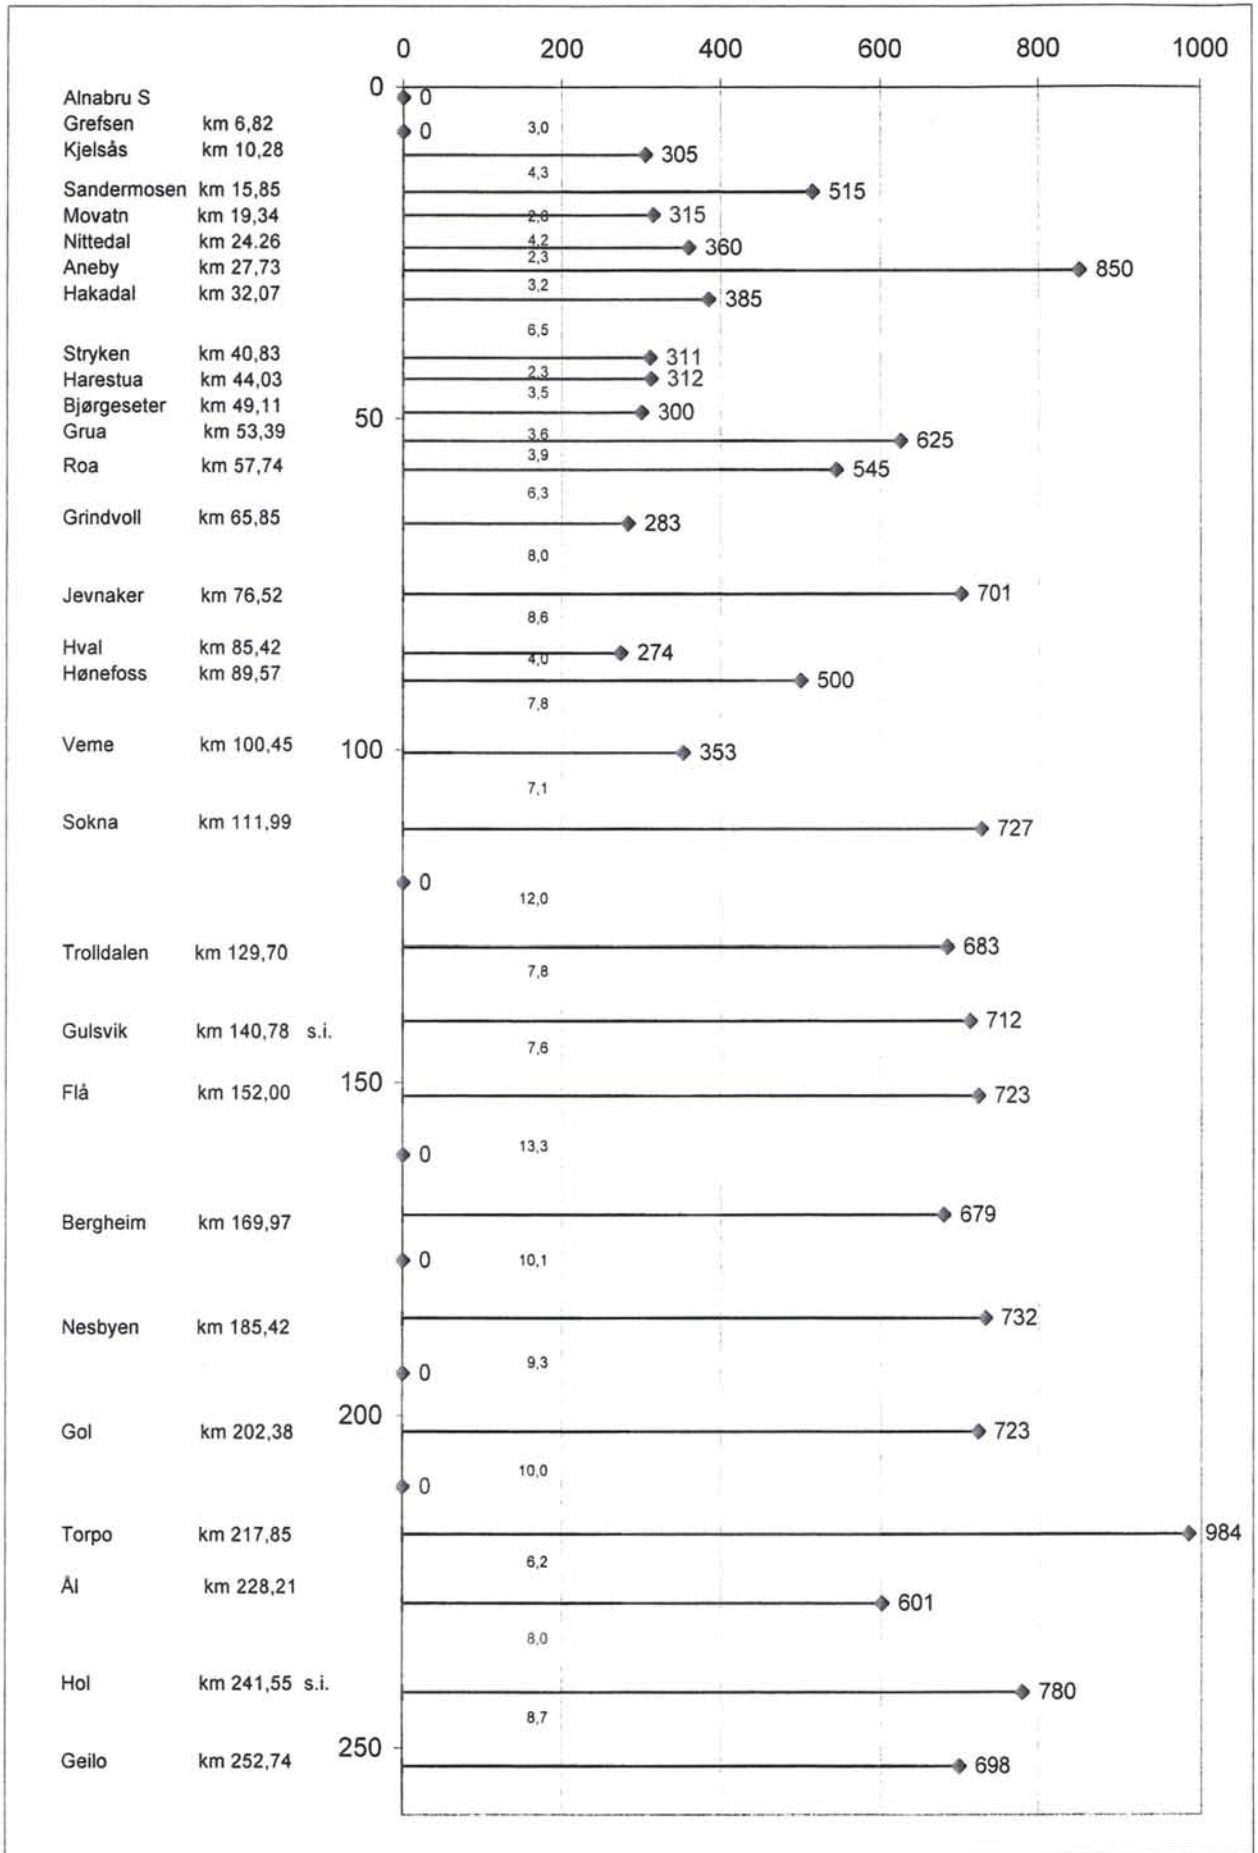 0 200 400 600 800 1000
0
Alnabru S 0
Grefsen km 6,82 0 3,0
Kjelsås km 10,28 305
4,3
Sandermosen km 15,85 515
Movatn km 19,34 2,8 315
Nittedal km 24.26 4,2 360
2,3
Aneby km 27,73 850
Hakadal km 32,07 3,2 385
6,5
Stryken km 40,83 311
Harestua km 44,03 2,3 312
3,5
Bjørgeseter km 49,11 300
50
Grua km 53,39 3,6 625
3,9
Roa km 57,74 545
6,3
Grindvoll km 65,85 283
8,0
Jevnaker km 76,52 701
8,6
Hval km 85,42 274
4,0
Hønefoss km 89,57 500
7,8
Veme km 100,45 100 353
7,1
Sokna km 111,99 727
0
12,0
Trolldalen km 129,70 683
7,8
Gulsvik km 140,78 s.i. 712
7,6
Flå km 152,00 150 723
0 13,3
Bergheim km 169,97 679
0 10,1
Nesbyen km 185,42 732
0 9,3
200
Gol km 202,38 723
10,0
0
Torpo km 217,85 984
6,2
Ål km 228,21 601
8,0
Hol km 241,55 s.i. 780
8,7
250
Geilo km 252,74 698